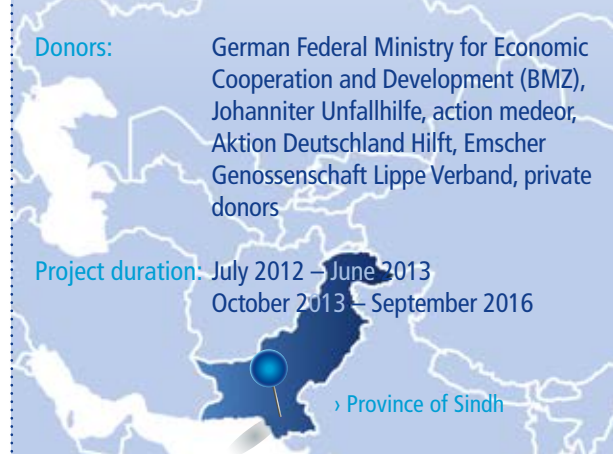 Donors: German Federal Ministry for Economic
Cooperation and Development (BMZ),
Johanniter Unfallhilfe, action medeor,
Aktion Deutschland Hilft, Emscher
Genossenschaft Lippe Verband, private
donors
Project duration: July 2012 – June 2013
October 2013 – September 2016
› Province of Sindh